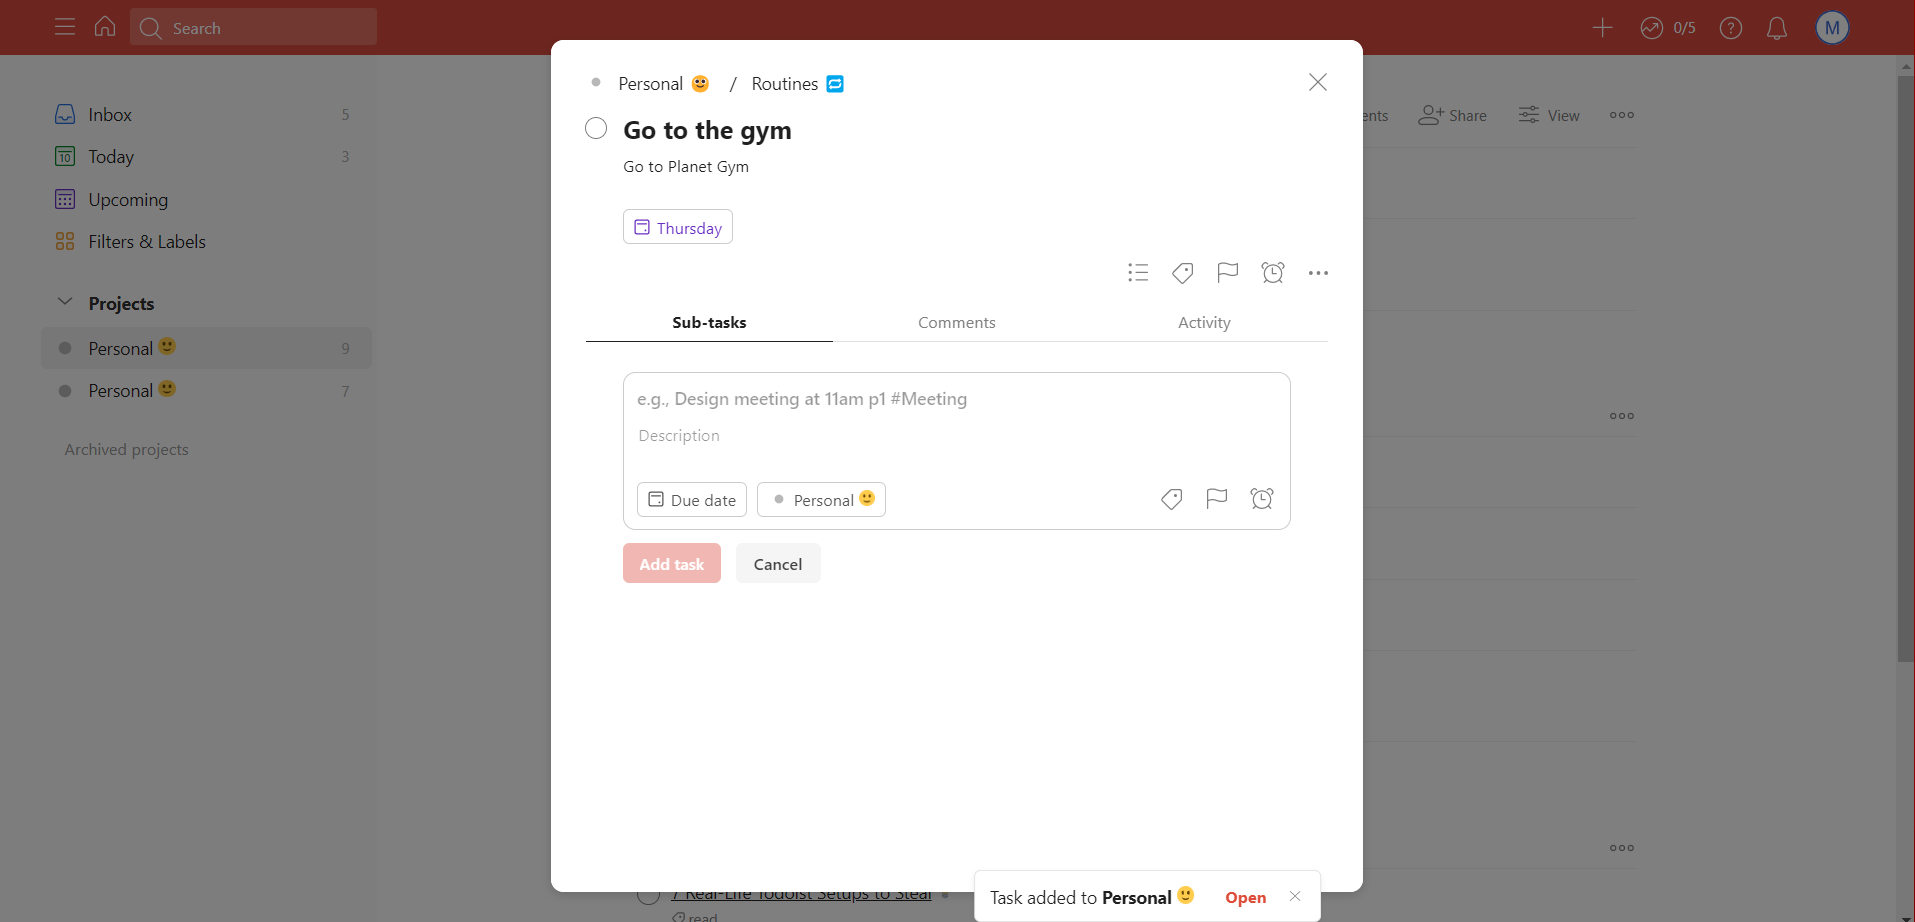 Search
0/5
M
Inbox 5
Today 3
10
Upcoming
Filters & Labels
Projects
Personal 9
Personal 7
Archived projects
Share
View
Personal / Routines
Go to the gym
Go to Planet Gym
Thursday
Sub-tasks Comments Activity
e.g., Design meeting at 11am p1 #Meeting
Description
Due date Personal
Add task Cancel
7 Real-Life Todoist Setups to Steal
read
Task added to Personal Open